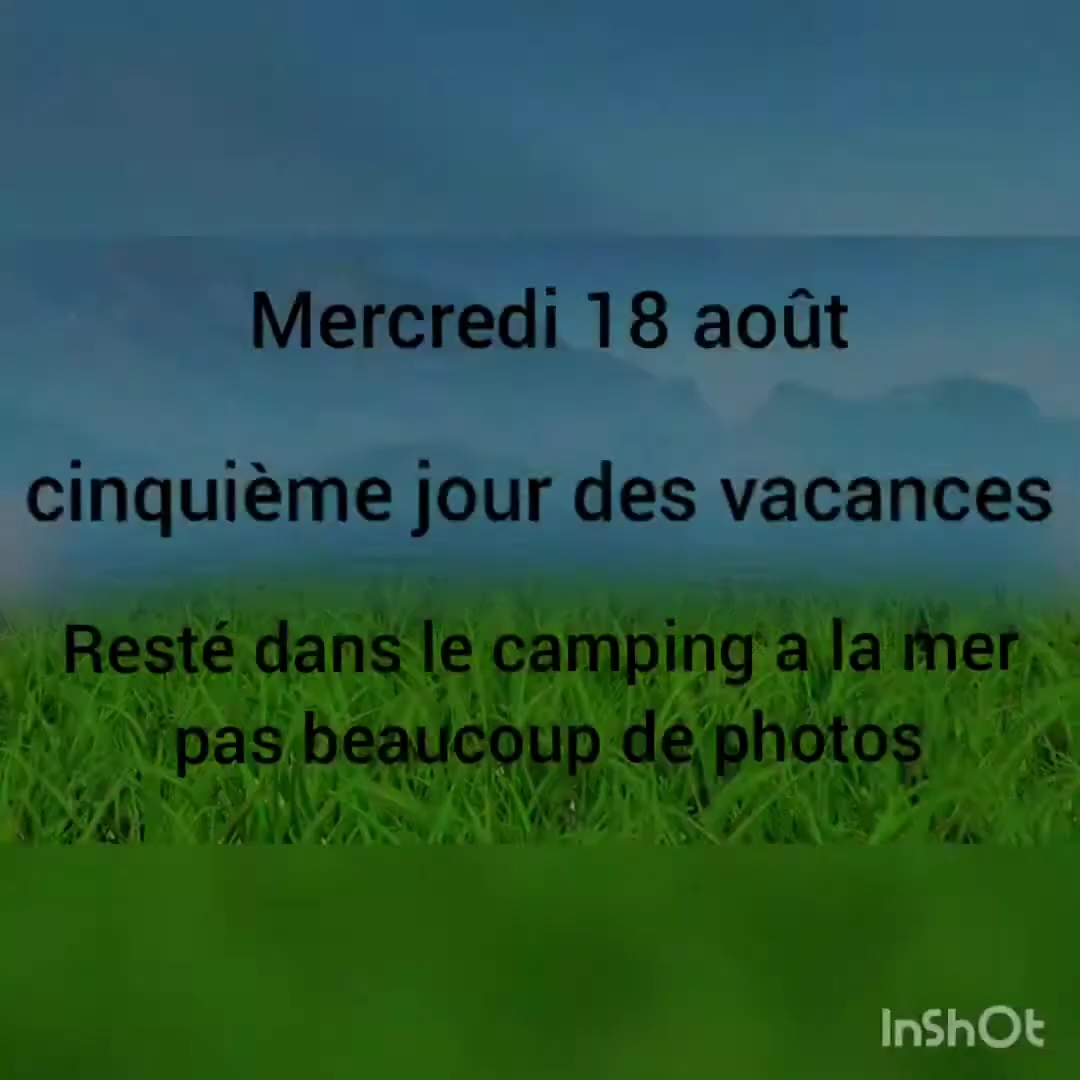 Mercredi 18 août
cinquième jour des vacances
Resté dans le camping a la mer
pas beaucoup de photos
InShOt